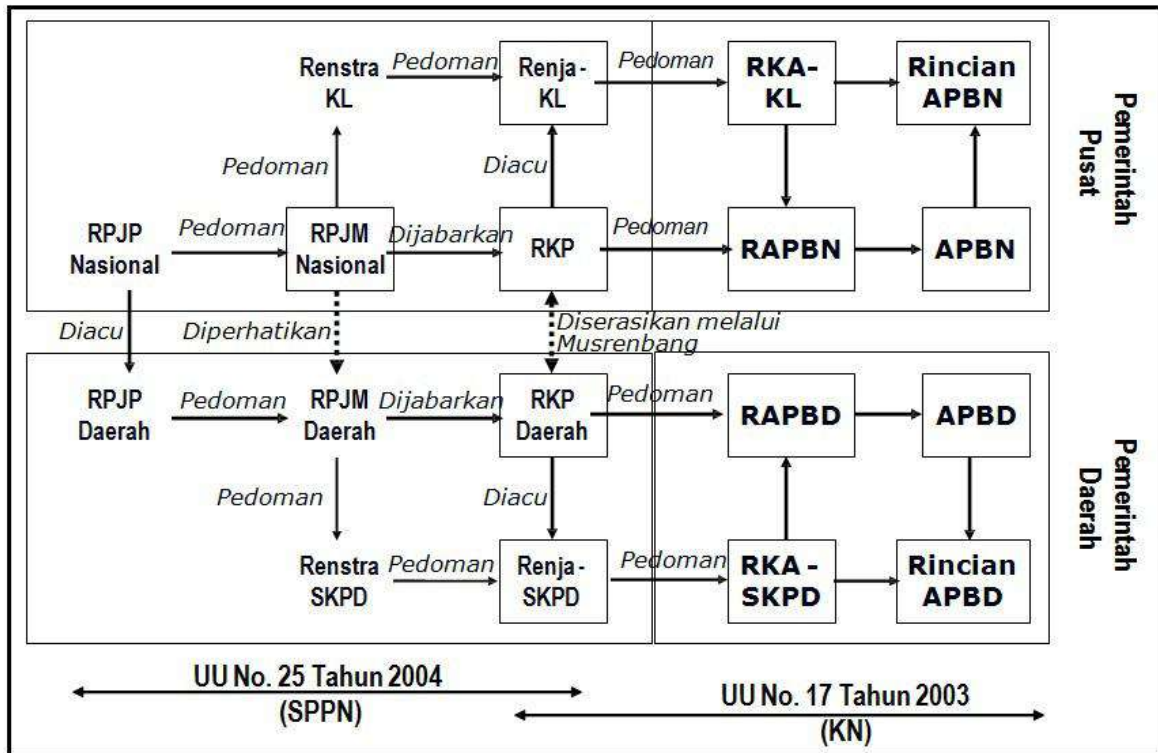 Renstra
KL
Pedoman
Renja-
KL
Pedoman
RKA-
KL
Rincian
APBN
Pedoman
Diacu
RPJP
Nasional
Pedoman
RPJM
Nasional
Dijabarkan
RKP
Pedoman
RAPBN
APBN
Pemerintah
Pusat
Diacu
Diperhatikan
Diserasikan melalui
Musrenbang
RPJP
Daerah
Pedoman
RPJM
Daerah
Dijabarkan
RKP
Daerah
Pedoman
RAPBD
APBD
Pedoman
Diacu
Renstra
SKPD
Pedoman
Renja-
SKPD
Pedoman
RKA-
SKPD
Rincian
APBD
Pemerintah
Daerah
UU No. 25 Tahun 2004
(SPPN)
UU No. 17 Tahun 2003
(KN)